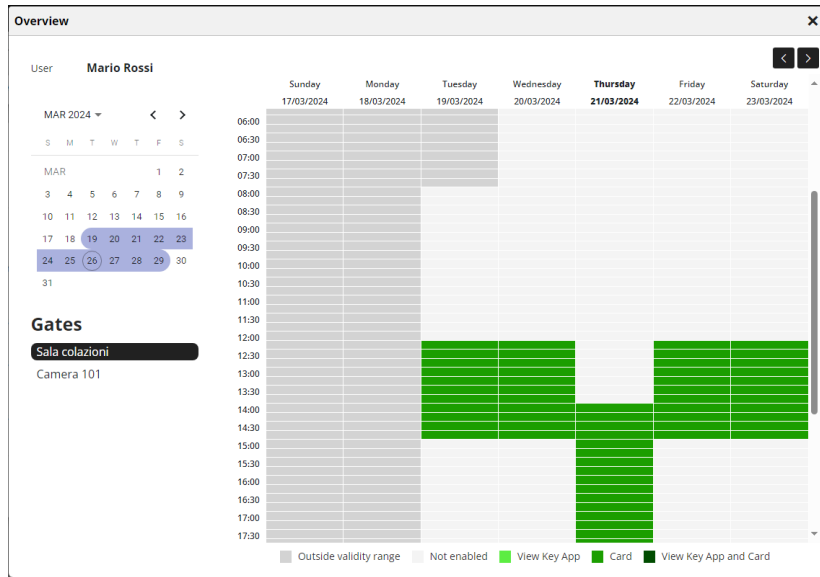 Overview
User Mario Rossi
MAR 2024
S M T W T F S
MAR 1 2
3 4 5 6 7 8 9
10 11 12 13 14 15 16
17 18 19 20 21 22 23
24 25 26 27 28 29 30
31
Gates
Sala colazioni
Camera 101
Sunday Monday Tuesday Wednesday Thursday Friday Saturday
17/03/2024 18/03/2024 19/03/2024 20/03/2024 21/03/2024 22/03/2024 23/03/2024
06:00
06:30
07:00
07:30
08:00
08:30
09:00
09:30
10:00
10:30
11:00
11:30
12:00
12:30
13:00
13:30
14:00
14:30
15:00
15:30
16:00
16:30
17:00
17:30
Outside validity range Not enabled View Key App Card View Key App and Card